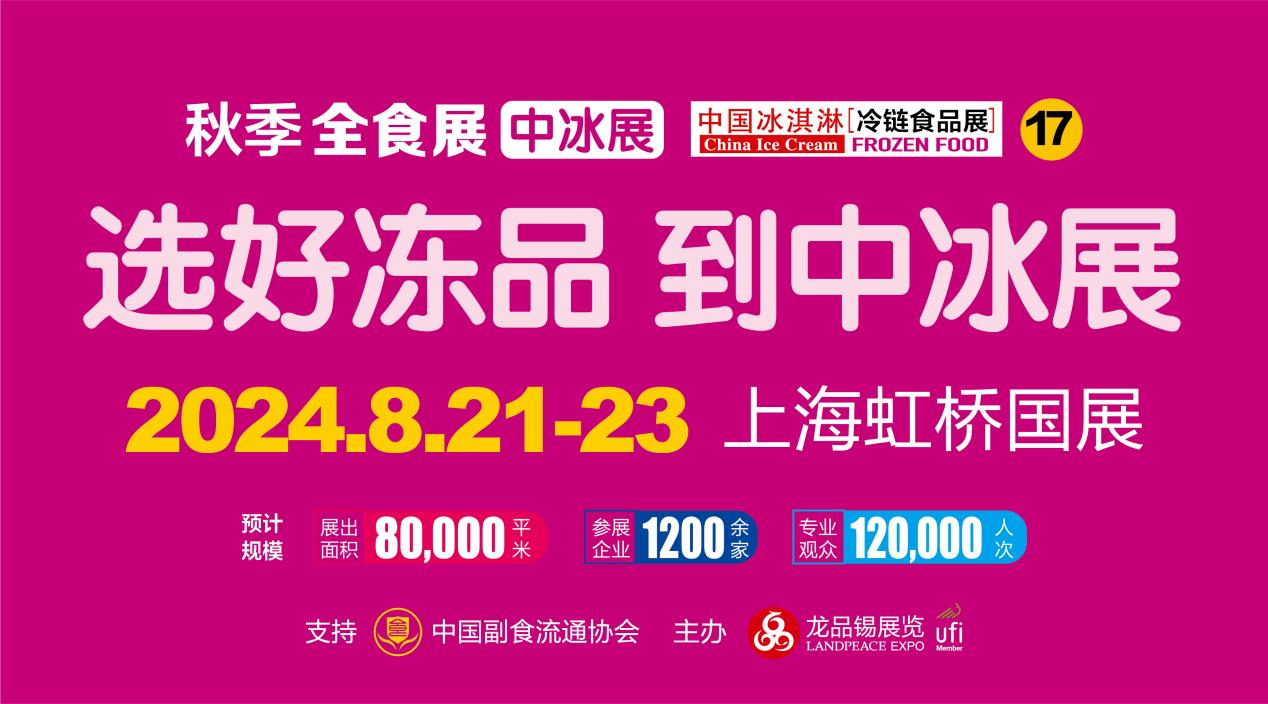 秋季 全食展 中冰展 中国冰淇淋[冷链食品展] 17
China Ice Cream FROZEN FOOD
选好冻品 到中冰展
2024.8.21-23 上海虹桥国展
预计规模 展出面积 80,000 平米 参展企业 1200 余家 专业观众 120,000 人次
支持 中国副食流通协会 主办 龙品锡展览 ufi
LANDPEACE EXPO Member